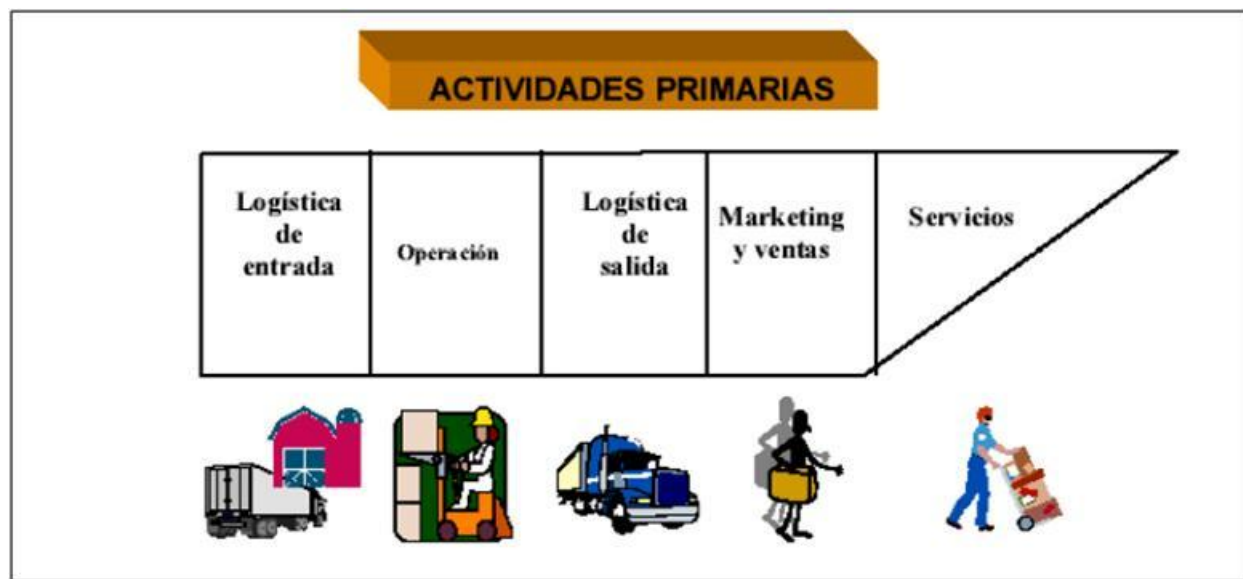 ACTIVIDADES PRIMARIAS
Logística
de
entrada
Operación
Logística
de
salida
Marketing
y ventas
Servicios